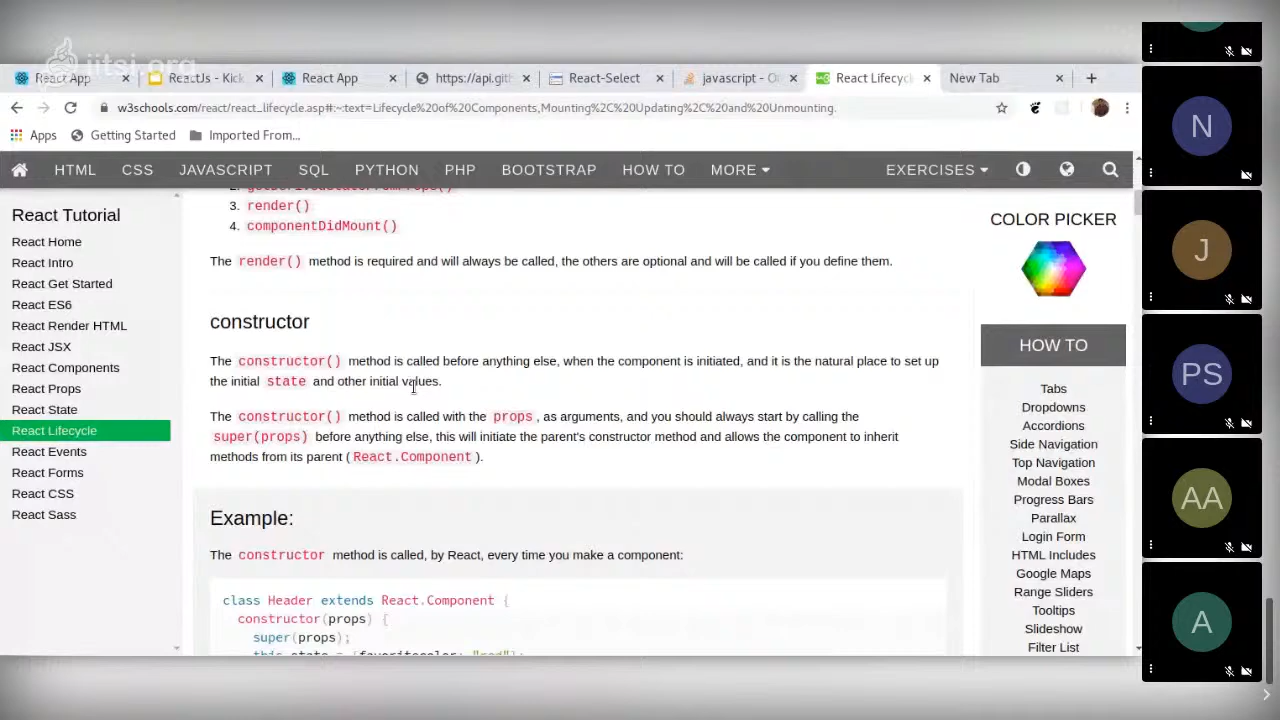 iitsi.org
React App
ReactJs - Kick
React App
https://api.git
React-Select
javascript - O
React Lifecycl
New Tab
w3schools.com/react/react_lifecycle.asp#:~:text=Lifecycle%20of%20Components,Mounting%2C%20Updating%2C%20and%20Unmounting.
Apps
Getting Started
Imported From...
HTML
CSS
JAVASCRIPT
SQL
PYTHON
PHP
BOOTSTRAP
HOW TO
MORE
EXERCISES
React Tutorial
React Home
React Intro
React Get Started
React ES6
React Render HTML
React JSX
React Components
React Props
React State
React Lifecycle
React Events
React Forms
React CSS
React Sass
2. getDerivedStateFromProps()
3. render()
4. componentDidMount()
The render() method is required and will always be called, the others are optional and will be called if you define them.
constructor
The constructor() method is called before anything else, when the component is initiated, and it is the natural place to set up
the initial state and other initial values.
The constructor() method is called with the props, as arguments, and you should always start by calling the
super(props) before anything else, this will initiate the parent's constructor method and allows the component to inherit
methods from its parent (React.Component).
Example:
The constructor method is called, by React, every time you make a component:
class Header extends React.Component {
constructor(props) {
super(props);
this.state = {favoritecolor: "red"};
COLOR PICKER
HOW TO
Tabs
Dropdowns
Accordions
Side Navigation
Top Navigation
Modal Boxes
Progress Bars
Parallax
Login Form
HTML Includes
Google Maps
Range Sliders
Tooltips
Slideshow
Filter List
N
J
PS
AA
A